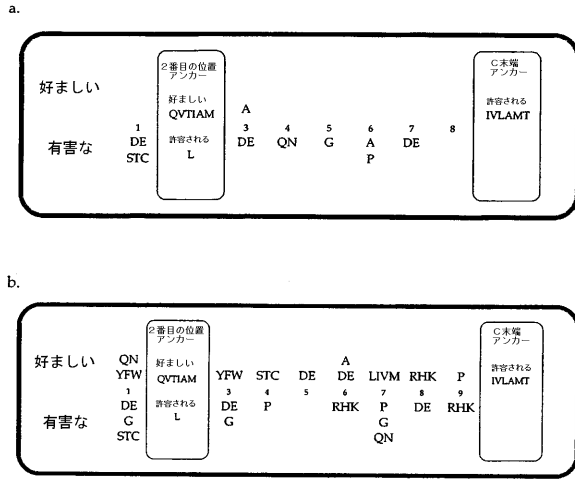 a.
好ましい
有害な
2番目の位置
アンカー
好ましい
QVTIAM
許容される
L
A
1 3 4 5 6 7 8
DE DE QN G A DE
STC P
C末端
アンカー
許容される
IVLAMT
b.
好ましい
有害な
2番目の位置
アンカー
好ましい
QVTIAM
許容される
L
QN A
YFW YFW STC DE DE LIVM RHK P
1 3 4 5 6 7 8 9
DE DE P RHK P DE RHK
G G G
STC QN
C末端
アンカー
許容される
IVLAMT